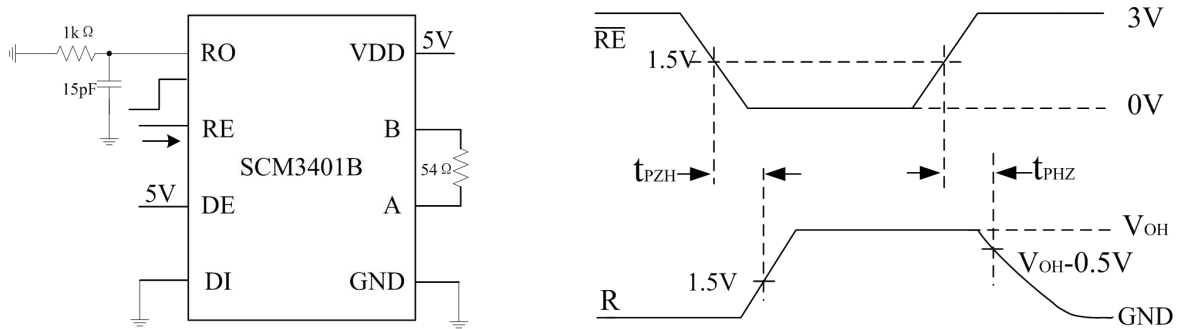 1kΩ
15pF
RO
VDD
5V
RE
B
SCM3401B
54Ω
5V
DE
A
DI
GND
RE
3V
1.5V
0V
tPZH
tPHZ
VOH
VOH-0.5V
1.5V
R
GND